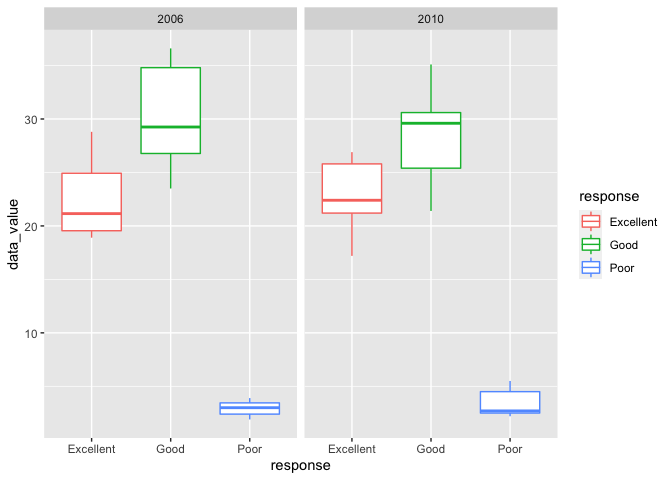 2006
2010
30
20
10
data_value
Excellent
Good
Poor
Excellent
Good
Poor
response
response
Excellent
Good
Poor